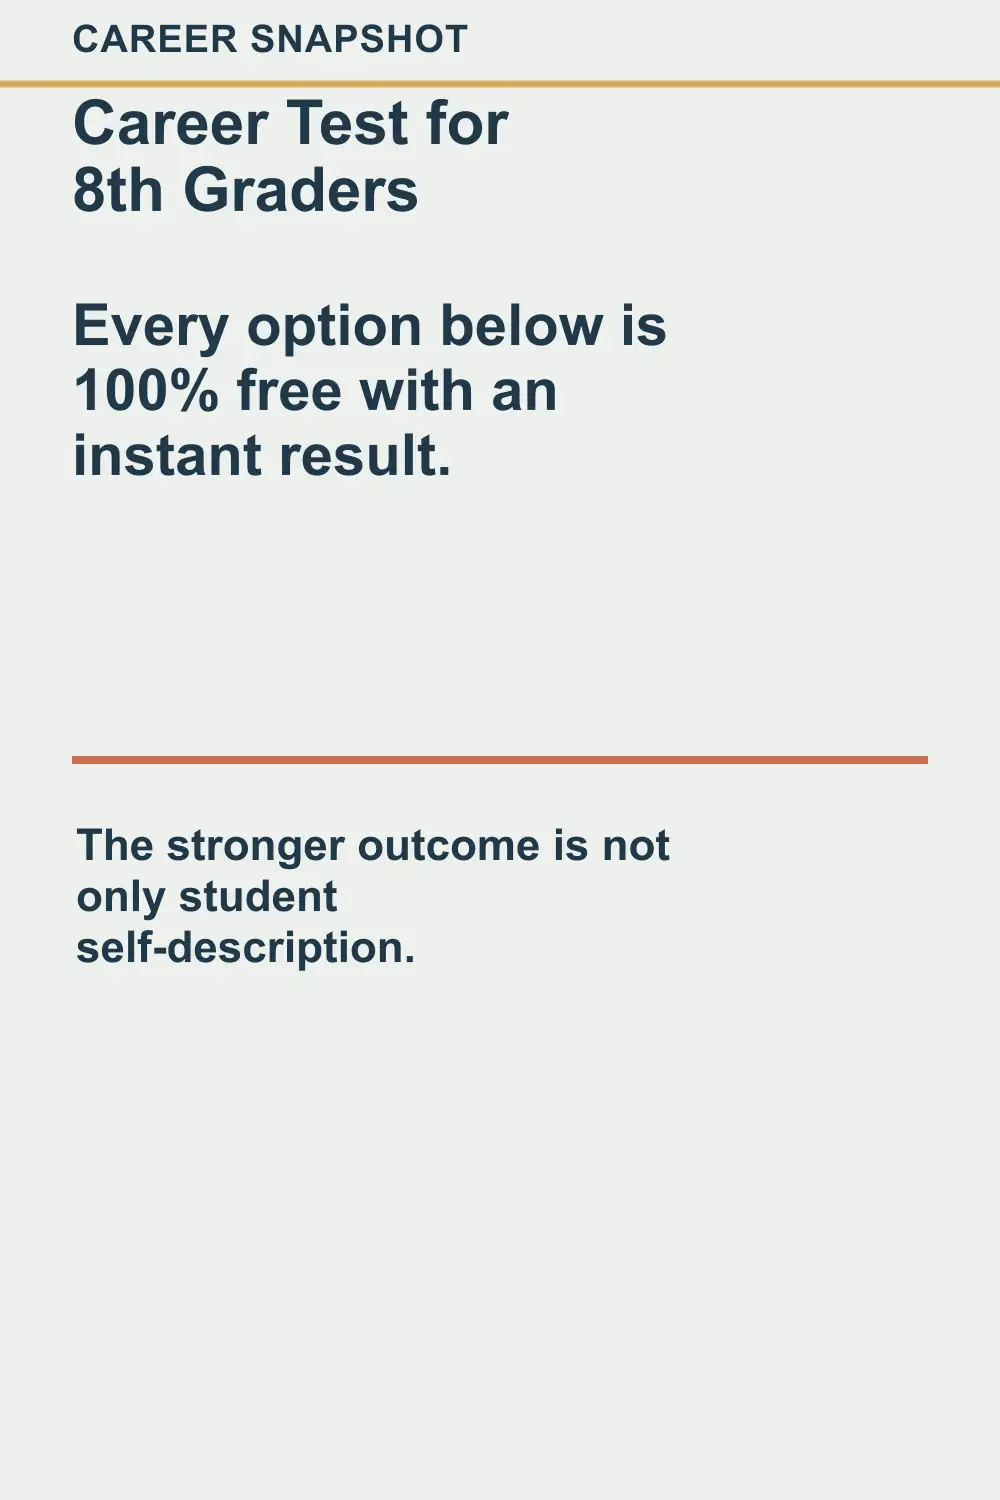 CAREER SNAPSHOT
Career Test for
8th Graders
Every option below is
100% free with an
instant result.
The stronger outcome is not
only student
self-description.